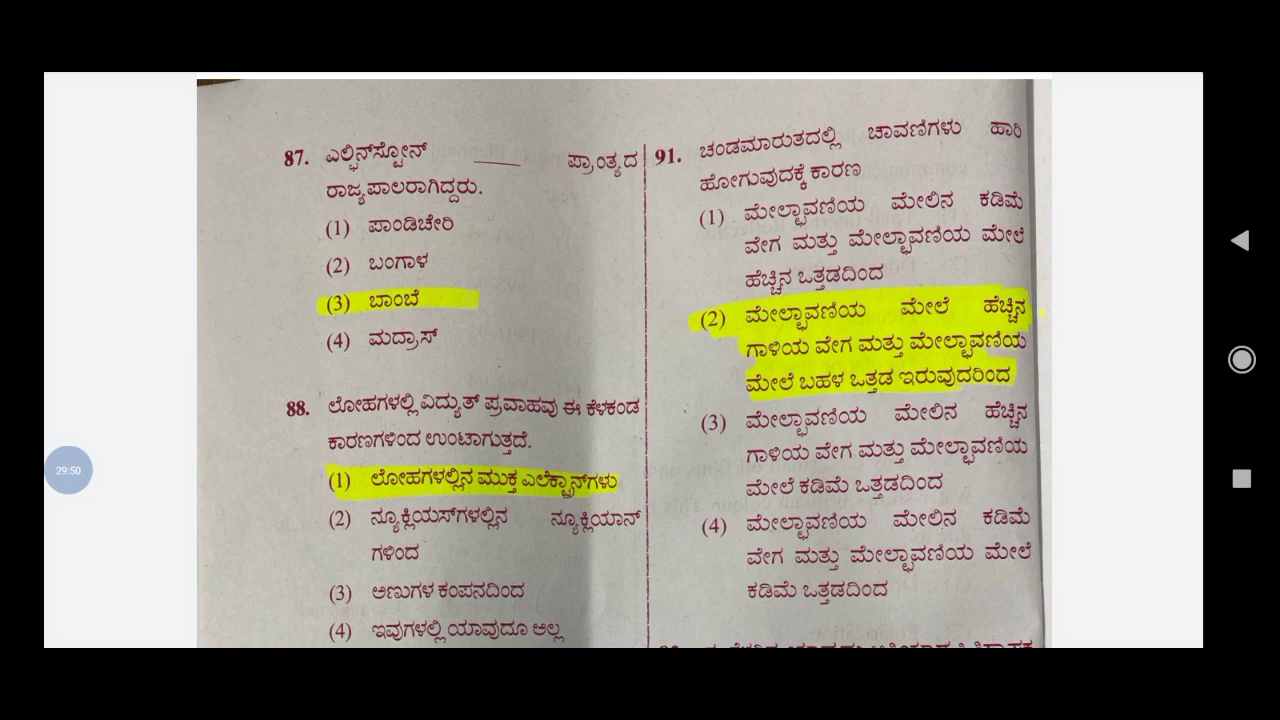 87. ಎಲ್ಫಿನ್‌ಸ್ಟೋನ್ ____ ಪ್ರಾಂತ್ಯದ
ರಾಜ್ಯಪಾಲರಾಗಿದ್ದರು.
(1) ಪಾಂಡಿಚೇರಿ
(2) ಬಂಗಾಳ
(3) ಬಾಂಬೆ
(4) ಮದ್ರಾಸ್
88. ಲೋಹಗಳಲ್ಲಿ ವಿದ್ಯುತ್ ಪ್ರವಾಹವು ಈ ಕೆಳಕಂಡ
ಕಾರಣಗಳಿಂದ ಉಂಟಾಗುತ್ತದೆ.
(1) ಲೋಹಗಳಲ್ಲಿನ ಮುಕ್ತ ಎಲೆಕ್ಟ್ರಾನ್‌ಗಳು
(2) ನ್ಯೂಕ್ಲಿಯಸ್‌ಗಳಲ್ಲಿನ ನ್ಯೂಕ್ಲಿಯಾನ್
ಗಳಿಂದ
(3) ಅಣುಗಳ ಕಂಪನದಿಂದ
(4) ಇವುಗಳಲ್ಲಿ ಯಾವುದೂ ಅಲ್ಲ
91. ಚಂಡಮಾರುತದಲ್ಲಿ ಚಾವಣಿಗಳು ಹಾರಿ
ಹೋಗುವುದಕ್ಕೆ ಕಾರಣ
(1) ಮೇಲ್ಛಾವಣಿಯ ಮೇಲಿನ ಕಡಿಮೆ
ವೇಗ ಮತ್ತು ಮೇಲ್ಛಾವಣಿಯ ಮೇಲೆ
ಹೆಚ್ಚಿನ ಒತ್ತಡದಿಂದ
(2) ಮೇಲ್ಛಾವಣಿಯ ಮೇಲೆ ಹೆಚ್ಚಿನ
ಗಾಳಿಯ ವೇಗ ಮತ್ತು ಮೇಲ್ಛಾವಣಿಯ
ಮೇಲೆ ಬಹಳ ಒತ್ತಡ ಇರುವುದರಿಂದ
(3) ಮೇಲ್ಛಾವಣಿಯ ಮೇಲಿನ ಹೆಚ್ಚಿನ
ಗಾಳಿಯ ವೇಗ ಮತ್ತು ಮೇಲ್ಛಾವಣಿಯ
ಮೇಲೆ ಕಡಿಮೆ ಒತ್ತಡದಿಂದ
(4) ಮೇಲ್ಛಾವಣಿಯ ಮೇಲಿನ ಕಡಿಮೆ
ವೇಗ ಮತ್ತು ಮೇಲ್ಛಾವಣಿಯ ಮೇಲೆ
ಕಡಿಮೆ ಒತ್ತಡದಿಂದ
29:50